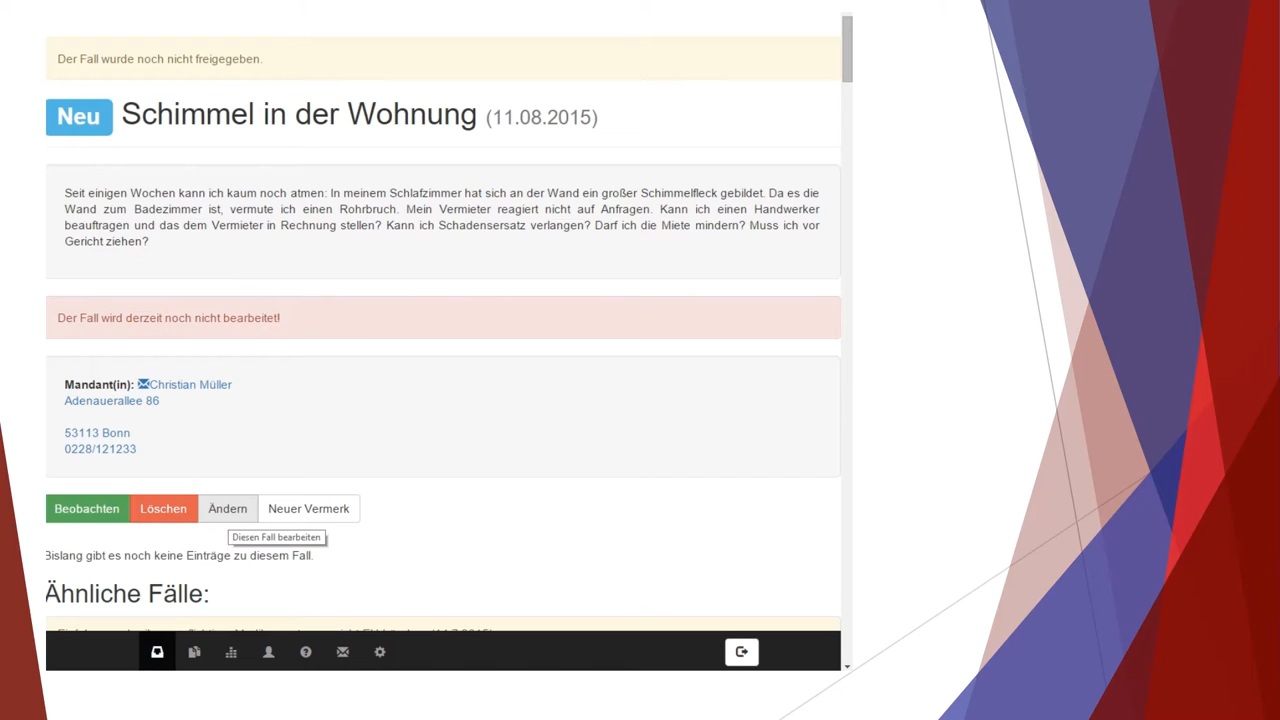 Der Fall wurde noch nicht freigegeben.
Neu Schimmel in der Wohnung (11.08.2015)
Seit einigen Wochen kann ich kaum noch atmen: In meinem Schlafzimmer hat sich an der Wand ein großer Schimmelfleck gebildet. Da es die
Wand zum Badezimmer ist, vermute ich einen Rohrbruch. Mein Vermieter reagiert nicht auf Anfragen. Kann ich einen Handwerker
beauftragen und das dem Vermieter in Rechnung stellen? Kann ich Schadensersatz verlangen? Darf ich die Miete mindern? Muss ich vor
Gericht ziehen?
Der Fall wird derzeit noch nicht bearbeitet!
Mandant(in): Christian Müller
Adenauerallee 86
53113 Bonn
0228/121233
Beobachten Löschen Ändern Neuer Vermerk
Diesen Fall bearbeiten
Bislang gibt es noch keine Einträge zu diesem Fall.
Ähnliche Fälle: